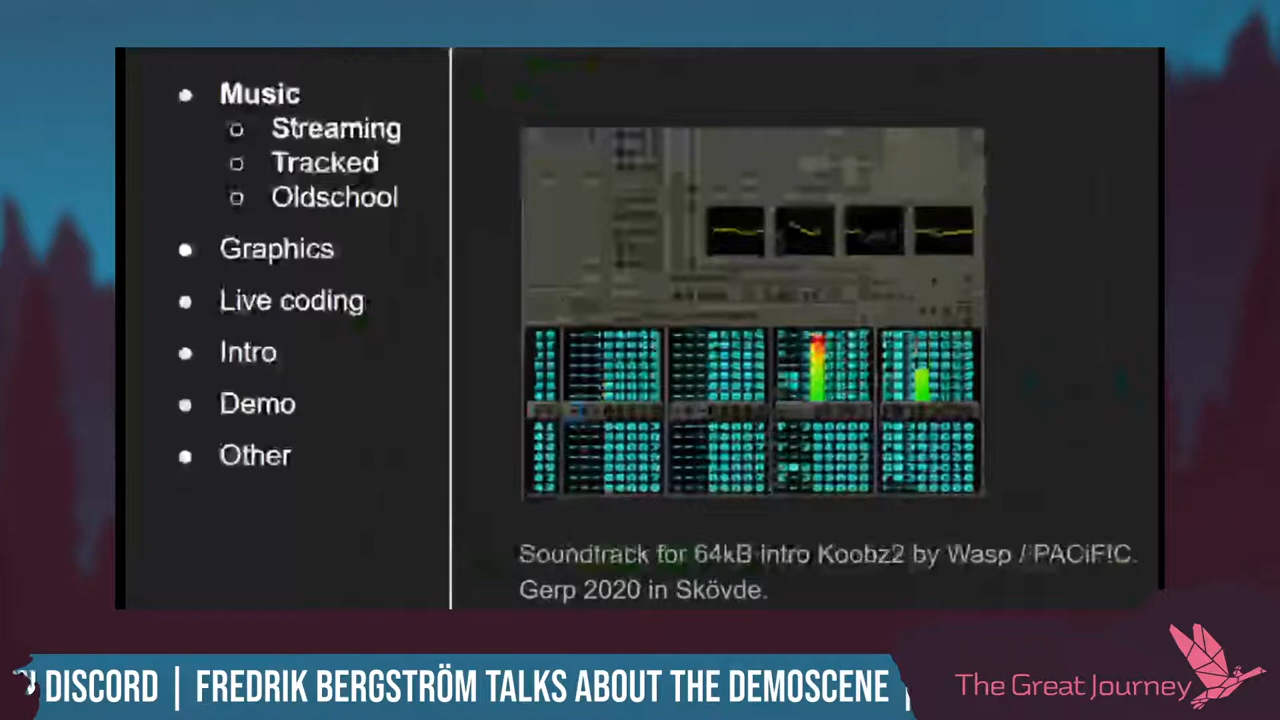 Music
Streaming
Tracked
Oldschool
Graphics
Live coding
Intro
Demo
Other
Soundtrack for 64kB intro Koobz2 by Wasp / PACiF!C.
Gerp 2020 in Skövde.
DISCORD | FREDRIK BERGSTRÖM TALKS ABOUT THE DEMOSCENE |
The Great Journey